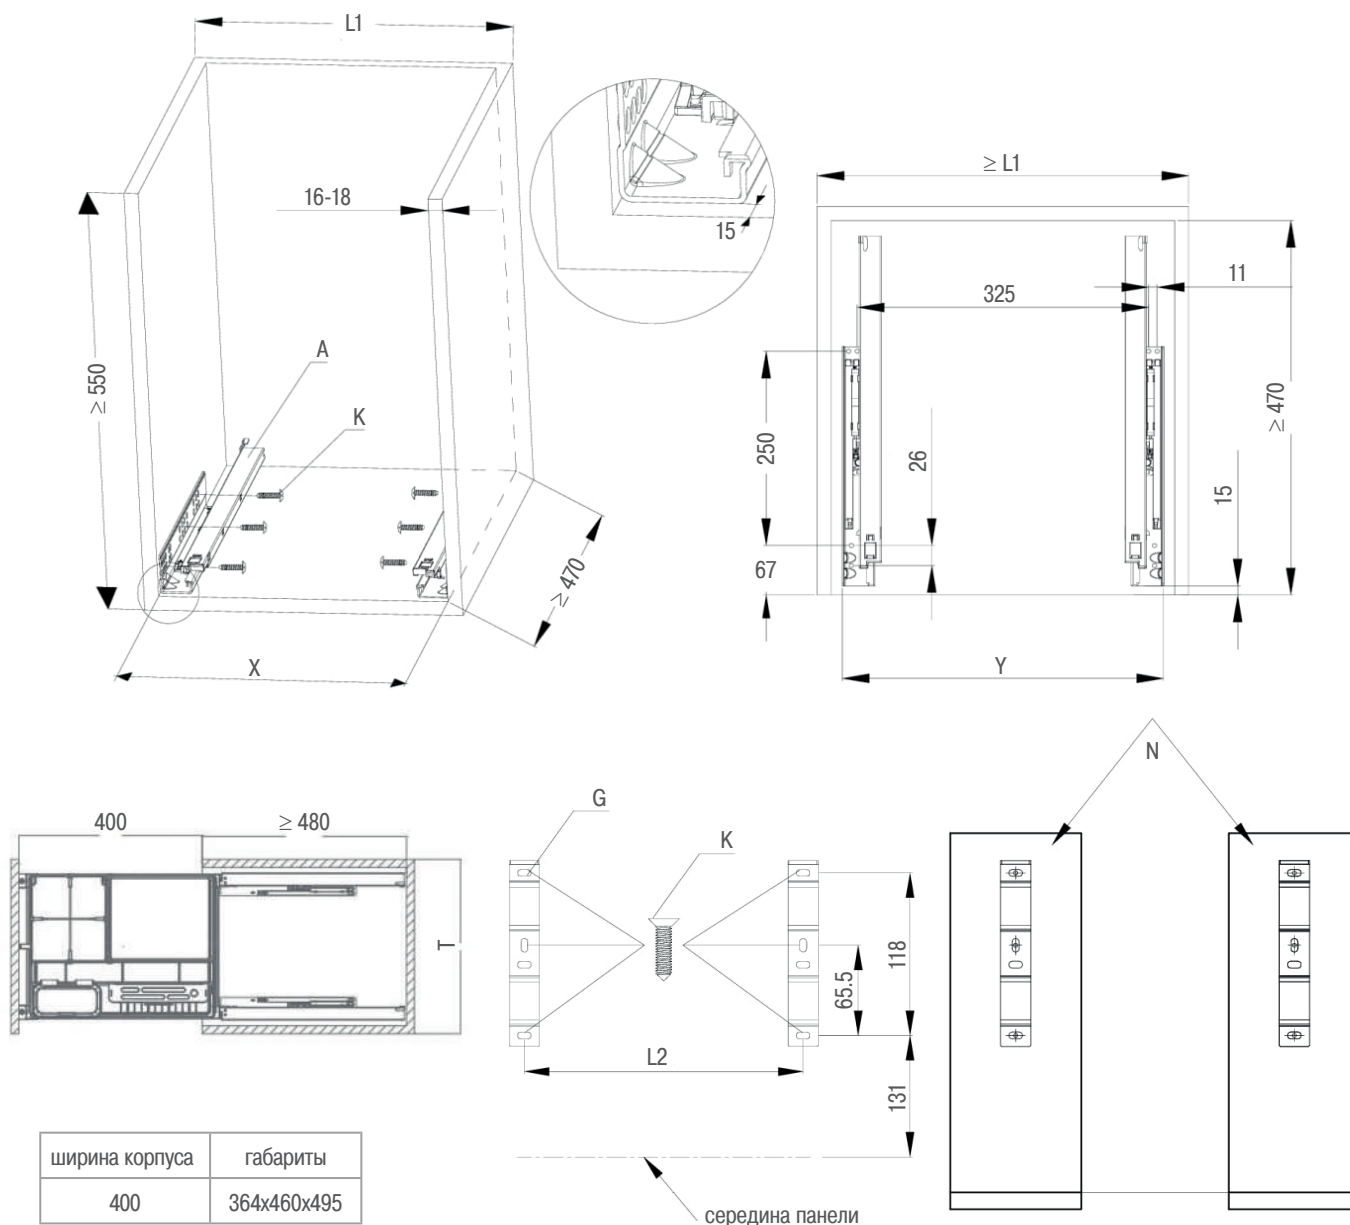 L1
16-18
≥ 550
A
K
≥ 470
X
15
≥ L1
11
325
≥ 470
250
26
15
67
Y
400
≥ 480
T
G
K
118
65.5
L2
131
середина панели
N
ширина корпуса габариты
400 364x460x495